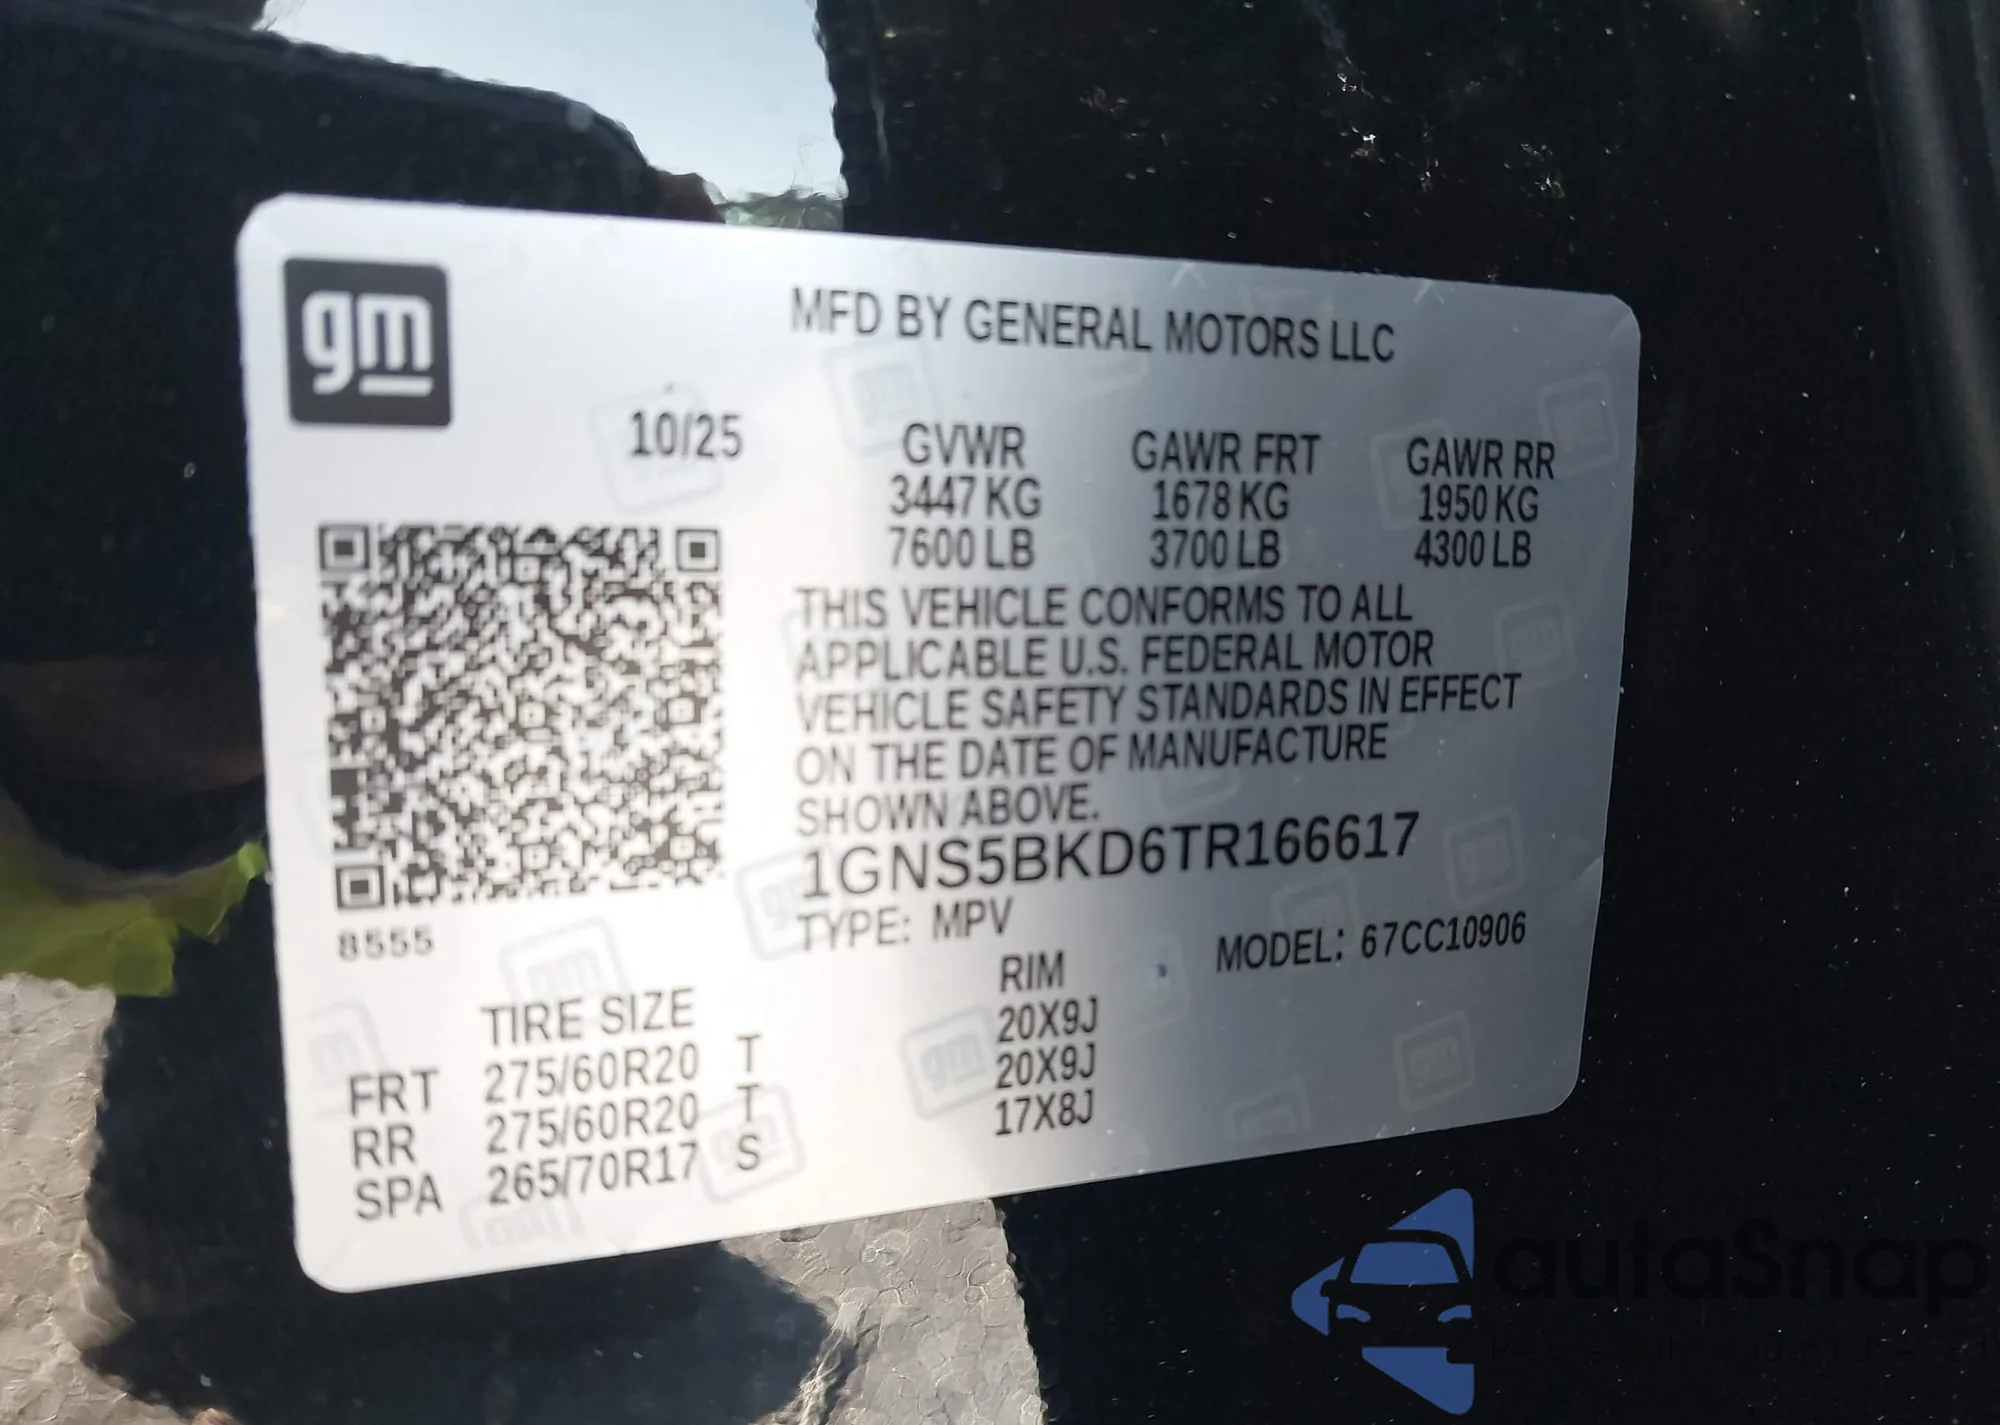 gm
MFD BY GENERAL MOTORS LLC
10/25
GVWR GAWR FRT GAWR RR
3447 KG 1678 KG 1950 KG
7600 LB 3700 LB 4300 LB
THIS VEHICLE CONFORMS TO ALL
APPLICABLE U.S. FEDERAL MOTOR
VEHICLE SAFETY STANDARDS IN EFFECT
ON THE DATE OF MANUFACTURE
SHOWN ABOVE.
1GNS5BKD6TR166617
8555
TYPE: MPV MODEL: 67CC10906
TIRE SIZE RIM
FRT 275/60R20 T 20X9J
RR 275/60R20 T 20X9J
SPA 265/70R17 S 17X8J
autoSnap